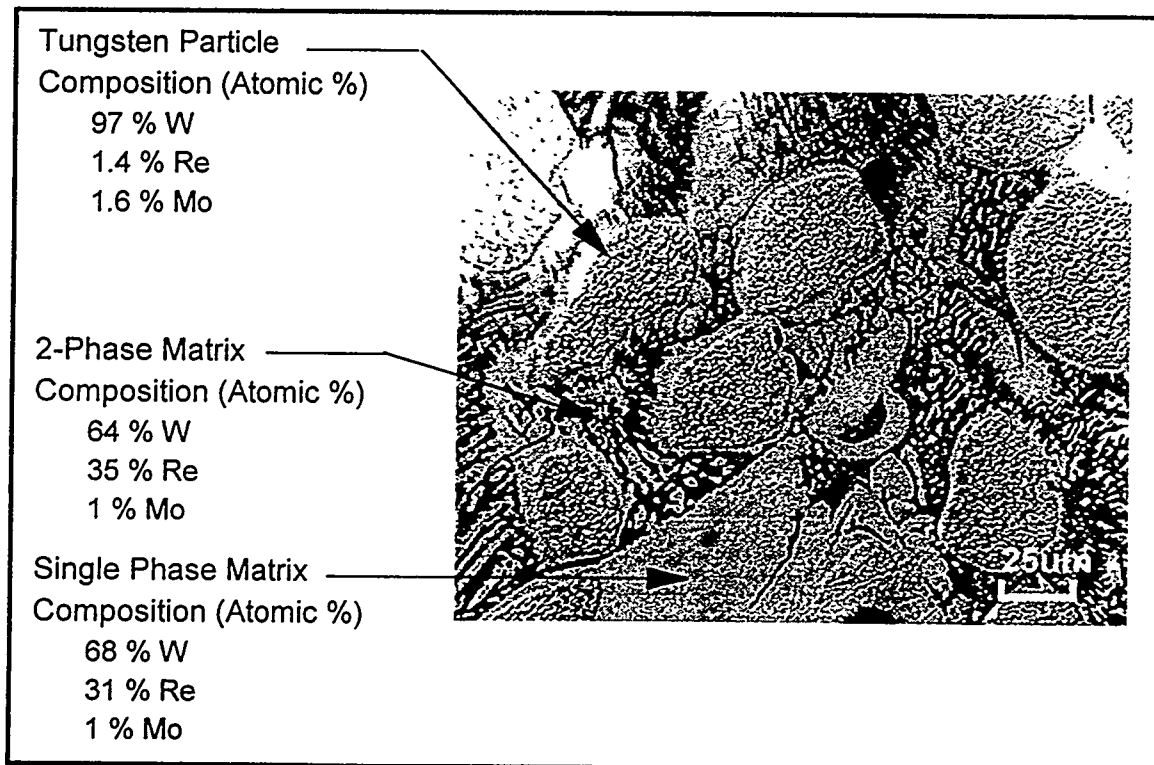 Tungsten Particle
Composition (Atomic %)
97 % W
1.4 % Re
1.6 % Mo
2-Phase Matrix
Composition (Atomic %)
64 % W
35 % Re
1 % Mo
Single Phase Matrix
Composition (Atomic %)
68 % W
31 % Re
1 % Mo
25um